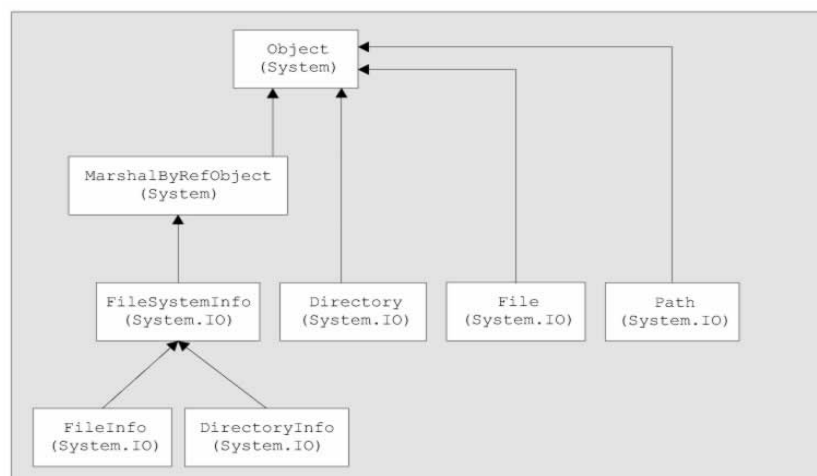 Object
(System)
MarshalByRefObject
(System)
FileSystemInfo
(System.IO)
Directory
(System.IO)
File
(System.IO)
Path
(System.IO)
FileInfo
(System.IO)
DirectoryInfo
(System.IO)